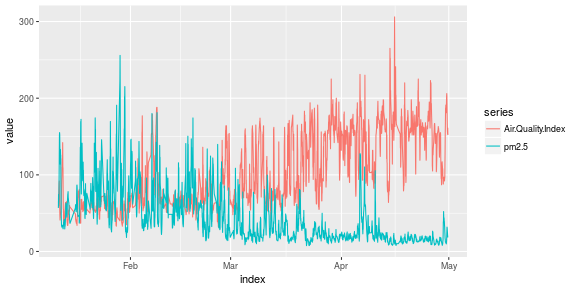 300
200
100
0
value
Feb
Mar
Apr
May
index
series
Air.Quality.Index
pm2.5